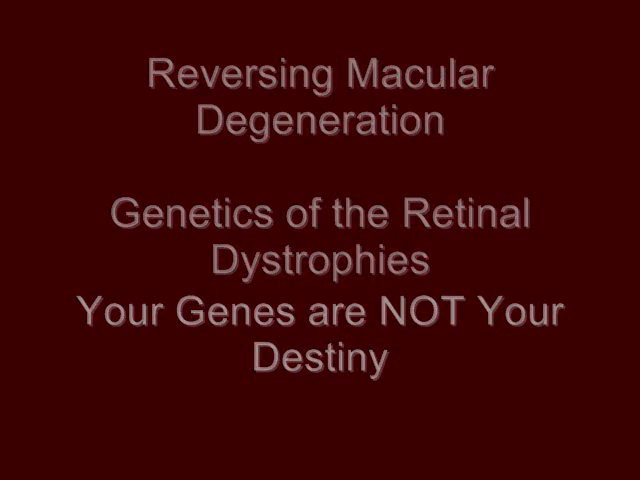 Reversing Macular
Degeneration
Genetics of the Retinal
Dystrophies
Your Genes are NOT Your
Destiny